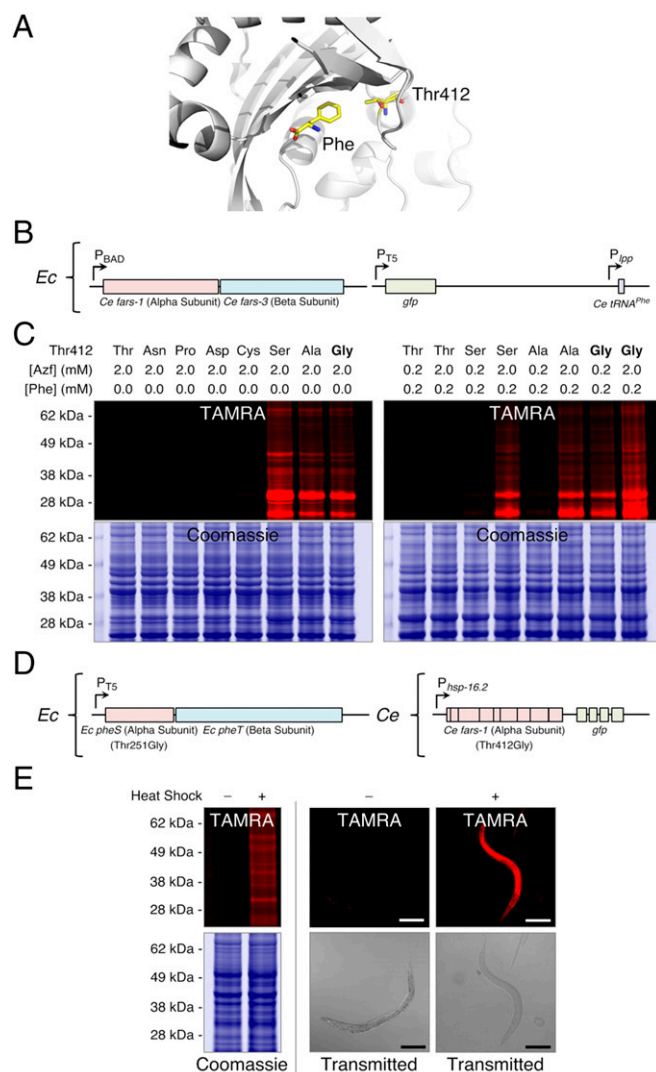 A
Thr412
Phe
B
Ec
P BAD
P T5
P lpp
Ce fars-1 (Alpha Subunit) Ce fars-3 (Beta Subunit)
gfp
Ce tRNA Phe
C
Thr412 Thr Asn Pro Asp Cys Ser Ala Gly Thr Thr Ser Ser Ala Ala Gly Gly
[Azf] (mM) 2.0 2.0 2.0 2.0 2.0 2.0 2.0 2.0 0.2 2.0 0.2 2.0 0.2 2.0 0.2 2.0
[Phe] (mM) 0.0 0.0 0.0 0.0 0.0 0.0 0.0 0.0 0.2 0.2 0.2 0.2 0.2 0.2 0.2 0.2
62 kDa - TAMRA TAMRA
49 kDa -
38 kDa -
28 kDa -
62 kDa - Coomassie Coomassie
49 kDa -
38 kDa -
28 kDa -
D
Ec
P T5
Ec pheS (Alpha Subunit) Ec pheT (Beta Subunit)
(Thr251Gly)
Ce
P hsp-16.2
Ce fars-1 (Alpha Subunit) gfp
(Thr412Gly)
E
Heat Shock – + – +
62 kDa - TAMRA TAMRA TAMRA
49 kDa -
38 kDa -
28 kDa -
62 kDa -
49 kDa -
38 kDa -
28 kDa -
Coomassie Transmitted Transmitted